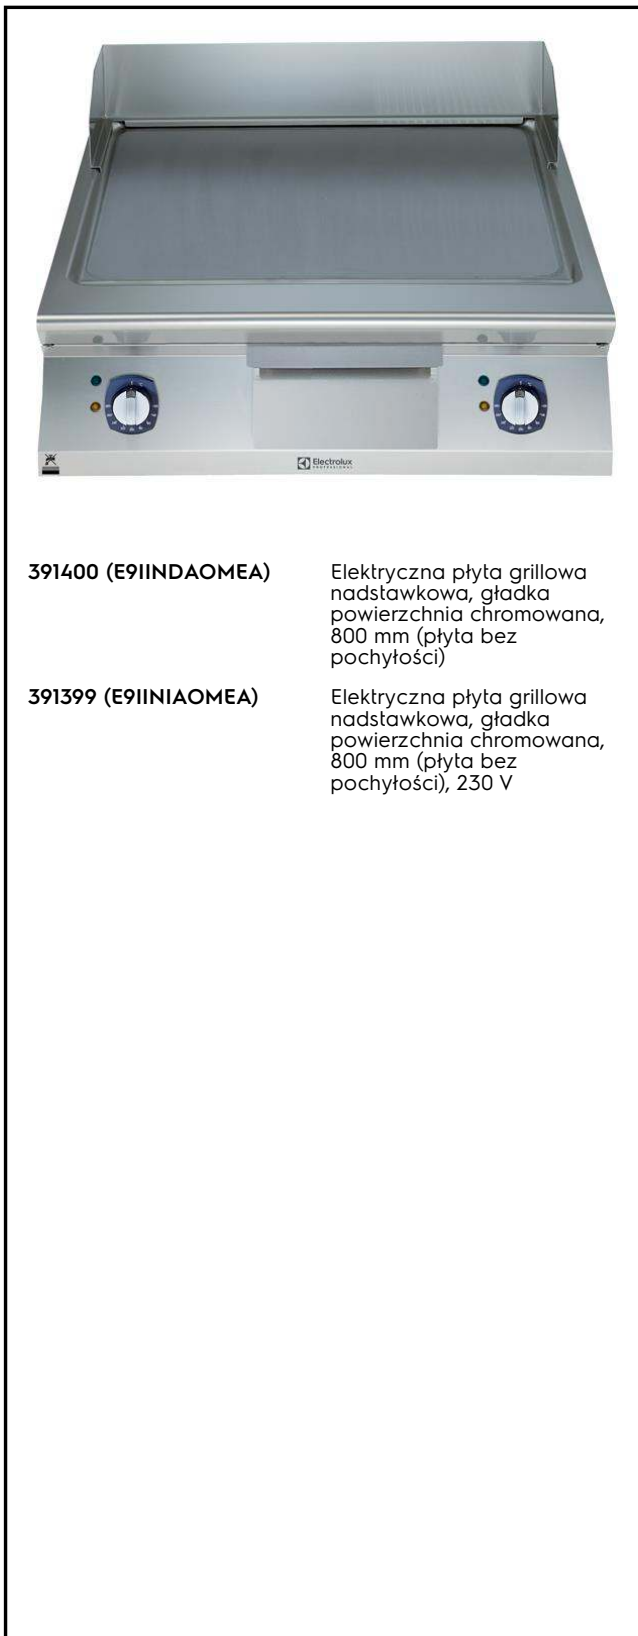 Electrolux
PROFESSIONAL
391400 (E9IINDAOMEA)
Elektryczna płyta grillowa
nadstawkowa, gładka
powierzchnia chromowana,
800 mm (płyta bez
pochyłości)
391399 (E9IINIAOMEA)
Elektryczna płyta grillowa
nadstawkowa, gładka
powierzchnia chromowana,
800 mm (płyta bez
pochyłości), 230 V